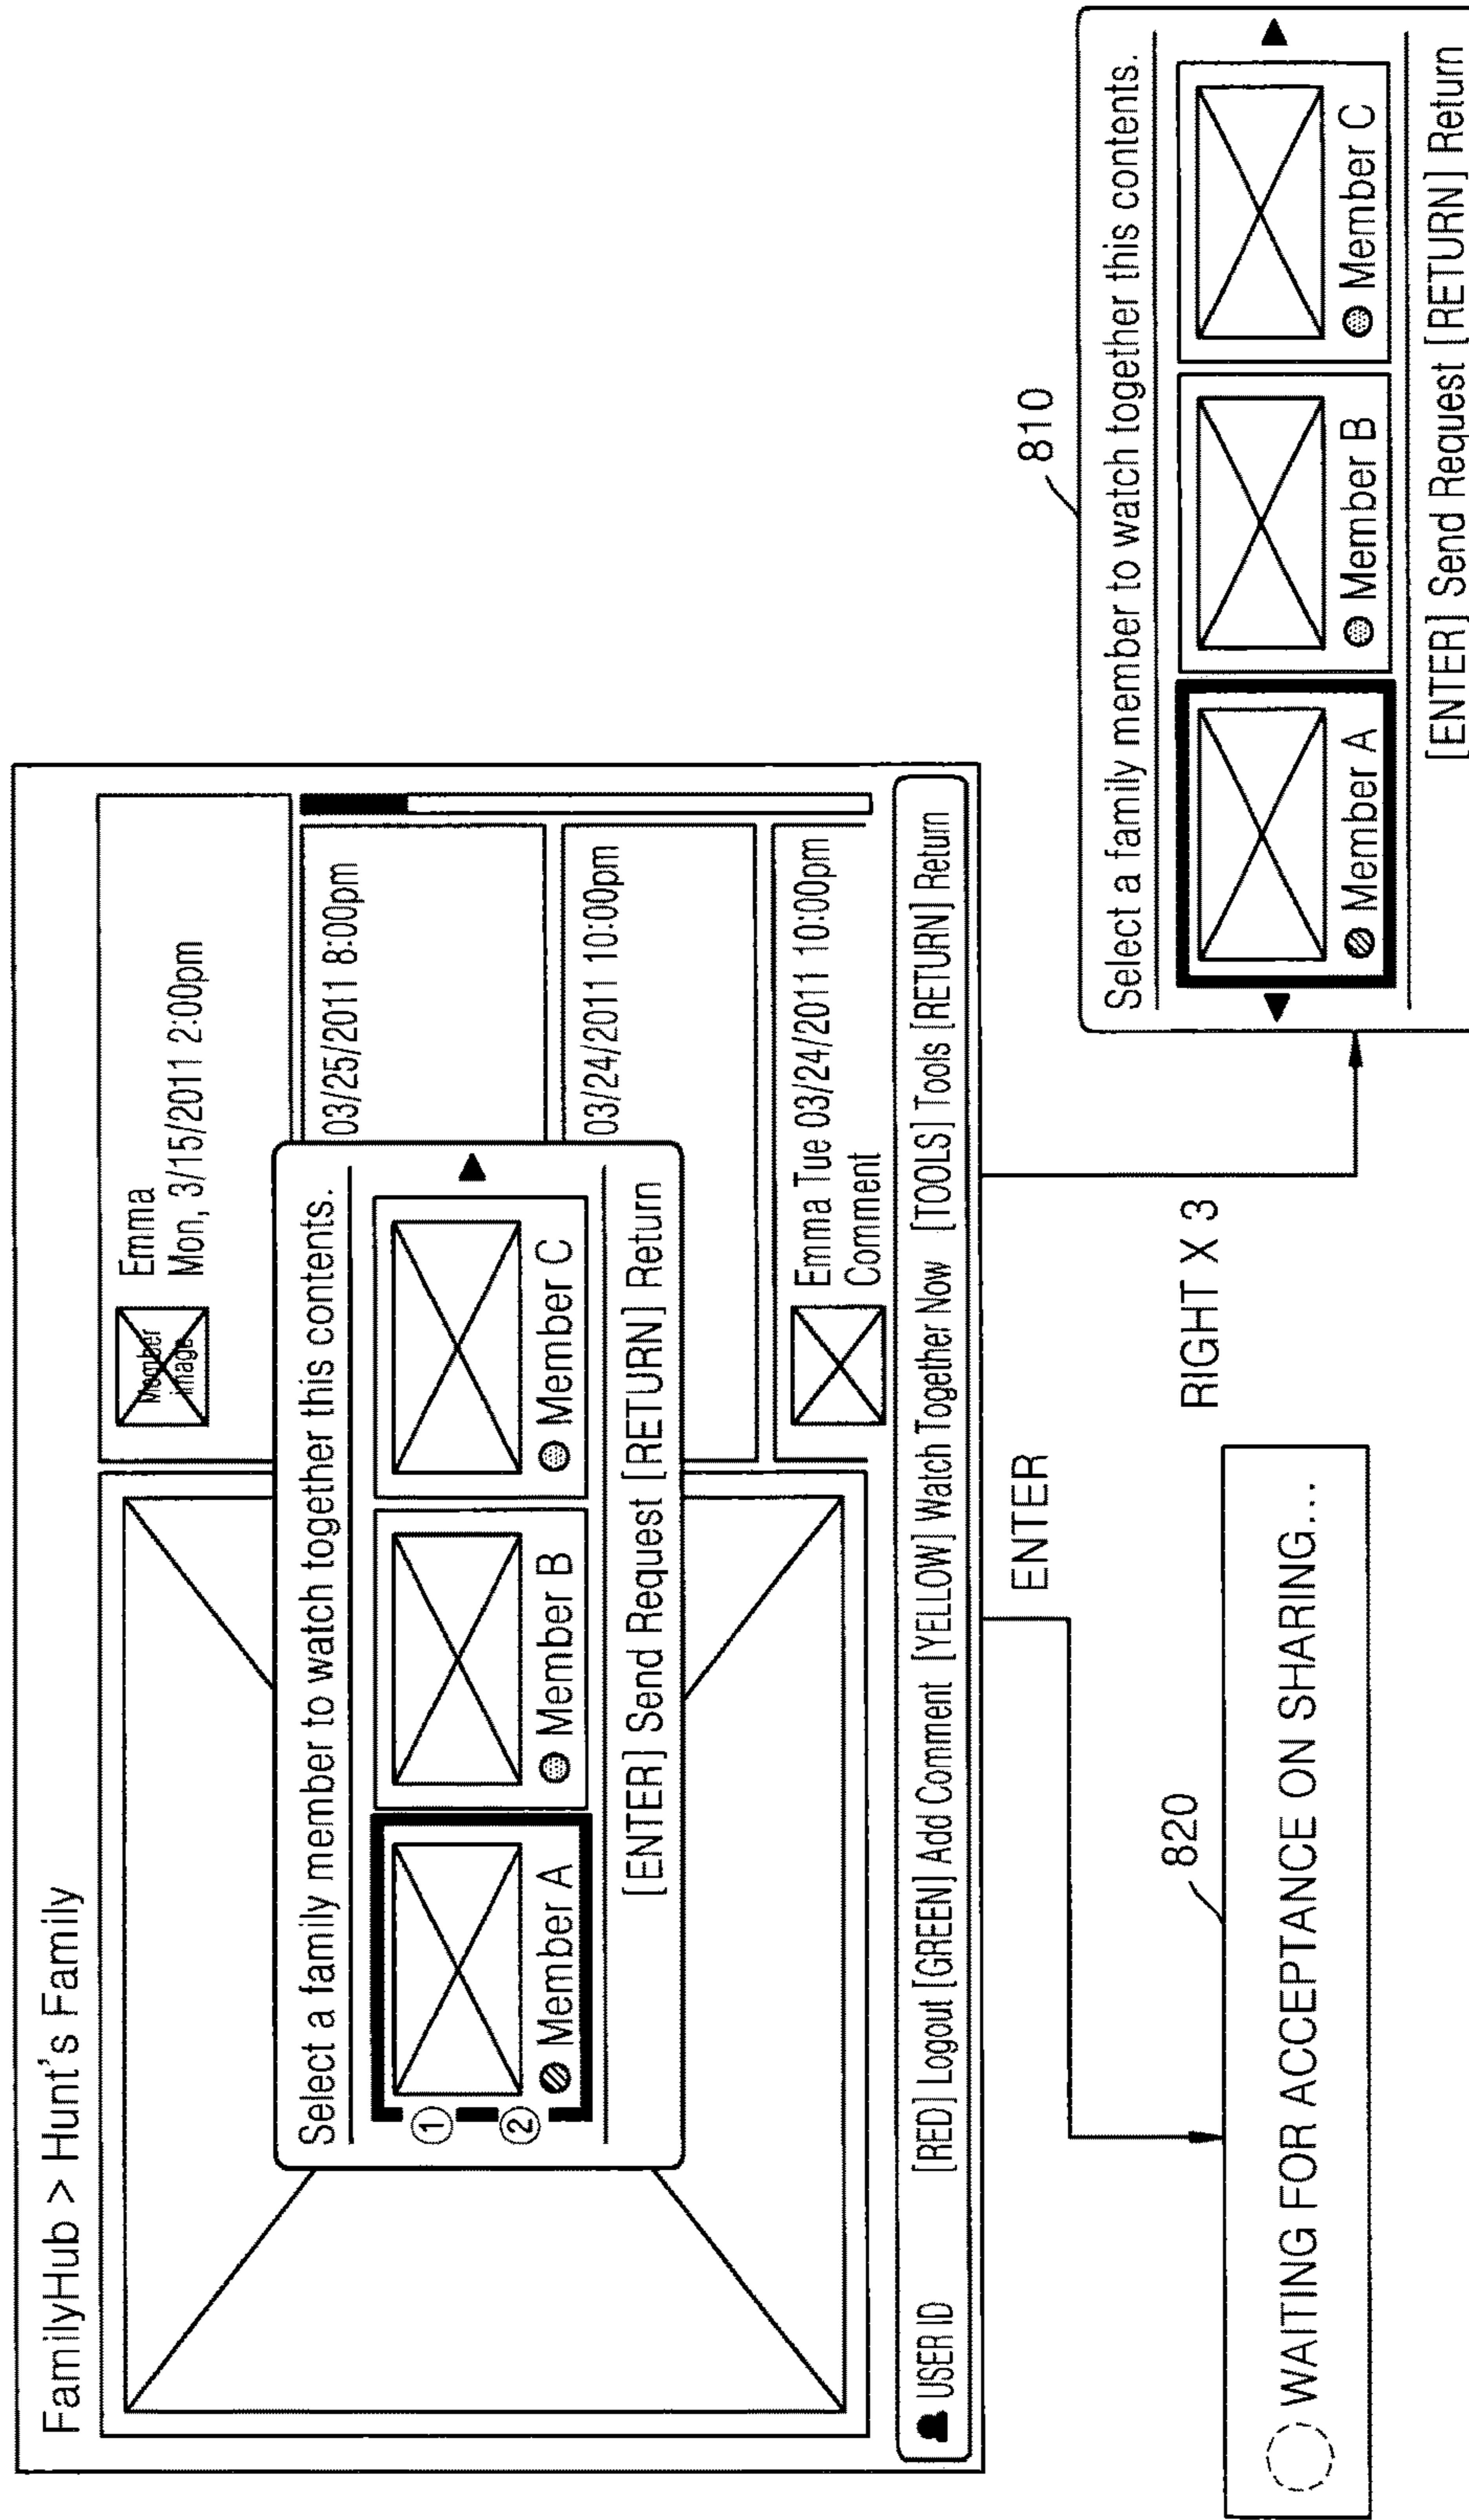 FamilyHub > Hunt's Family
Member
image
Emma
Mon, 3/15/2011 2:00pm
03/25/2011 8:00pm
03/24/2011 10:00pm
Emma Tue 03/24/2011 10:00pm
Comment
Select a family member to watch together this contents.
①
②
Member A
Member B
Member C
[ENTER] Send Request [RETURN] Return
USER ID
[RED] Logout [GREEN] Add Comment [YELLOW] Watch Together Now [TOOLS] Tools [RETURN] Return
ENTER
RIGHT X 3
820
WAITING FOR ACCEPTANCE ON SHARING...
810
Select a family member to watch together this contents.
Member A
Member B
Member C
[ENTER] Send Request [RETURN] Return